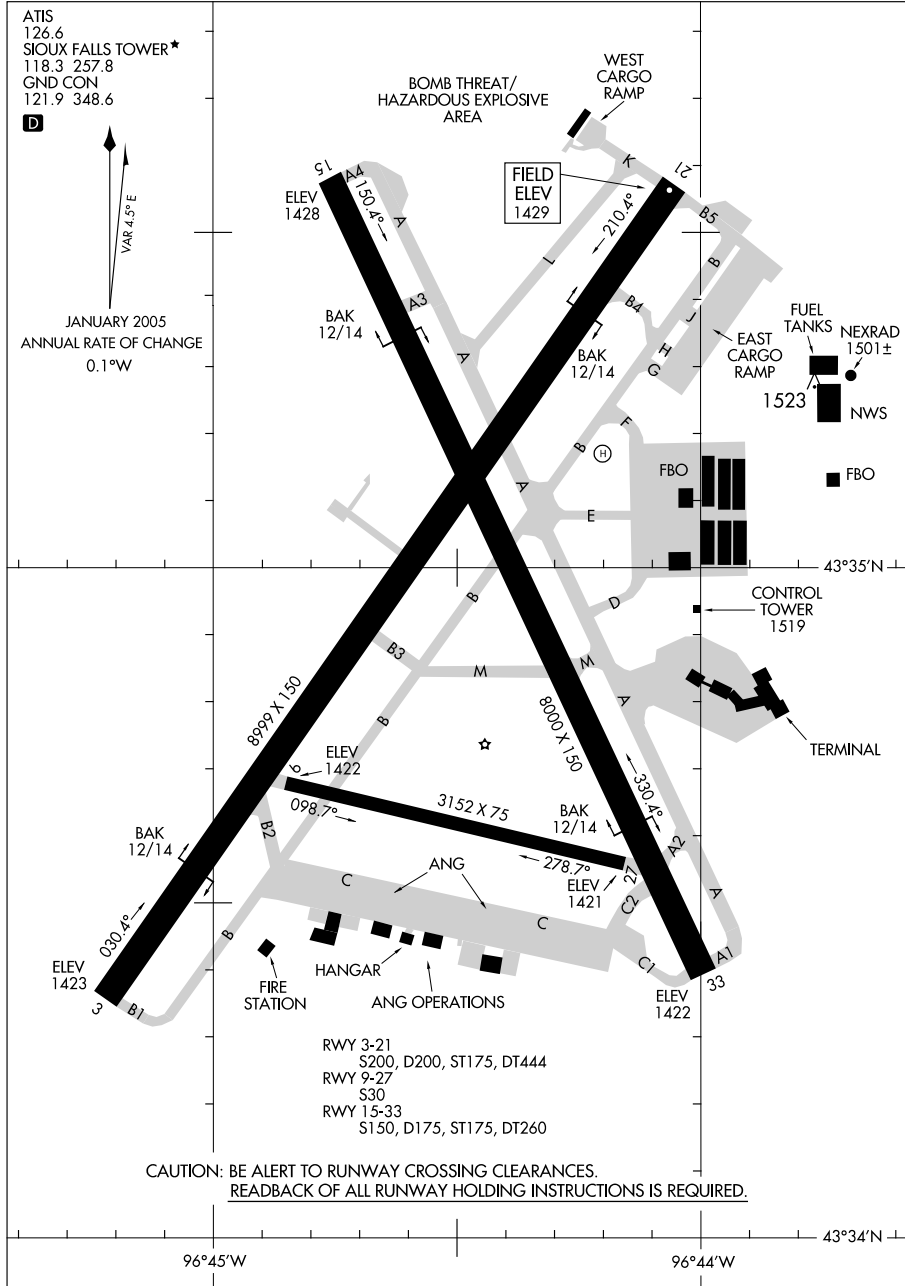 ATIS
126.6
SIOUX FALLS TOWER★
118.3 257.8
GND CON
121.9 348.6
D
VAR 4.5° E
JANUARY 2005
ANNUAL RATE OF CHANGE
0.1°W
BOMB THREAT/
HAZARDOUS EXPLOSIVE
AREA
WEST
CARGO
RAMP
K
15
A4
ELEV
1428
150.4°
A
FIELD
ELEV
1429
21
210.4°
B5
B
L
A3
BAK
12/14
A
B4
BAK
12/14
J
H
G
EAST
CARGO
RAMP
FUEL
TANKS
NEXRAD
1501±
1523
NWS
F
B
H
FBO
FBO
A
E
43°35'N
B
D
CONTROL
TOWER
1519
B3
M
M
A
TERMINAL
8999 X 150
8000 X 150
B
ELEV
1422
9
098.7°
3152 X 75
278.7°
BAK
12/14
330.4°
27
ELEV
1421
A2
A
BAK
12/14
B2
C
ANG
C
C2
C1
A1
33
ELEV
1422
030.4°
B
ELEV
1423
3
B1
FIRE
STATION
HANGAR
ANG OPERATIONS
RWY 3-21
S200, D200, ST175, DT444
RWY 9-27
S30
RWY 15-33
S150, D175, ST175, DT260
CAUTION: BE ALERT TO RUNWAY CROSSING CLEARANCES.
READBACK OF ALL RUNWAY HOLDING INSTRUCTIONS IS REQUIRED.
96°45'W
96°44'W
43°34'N